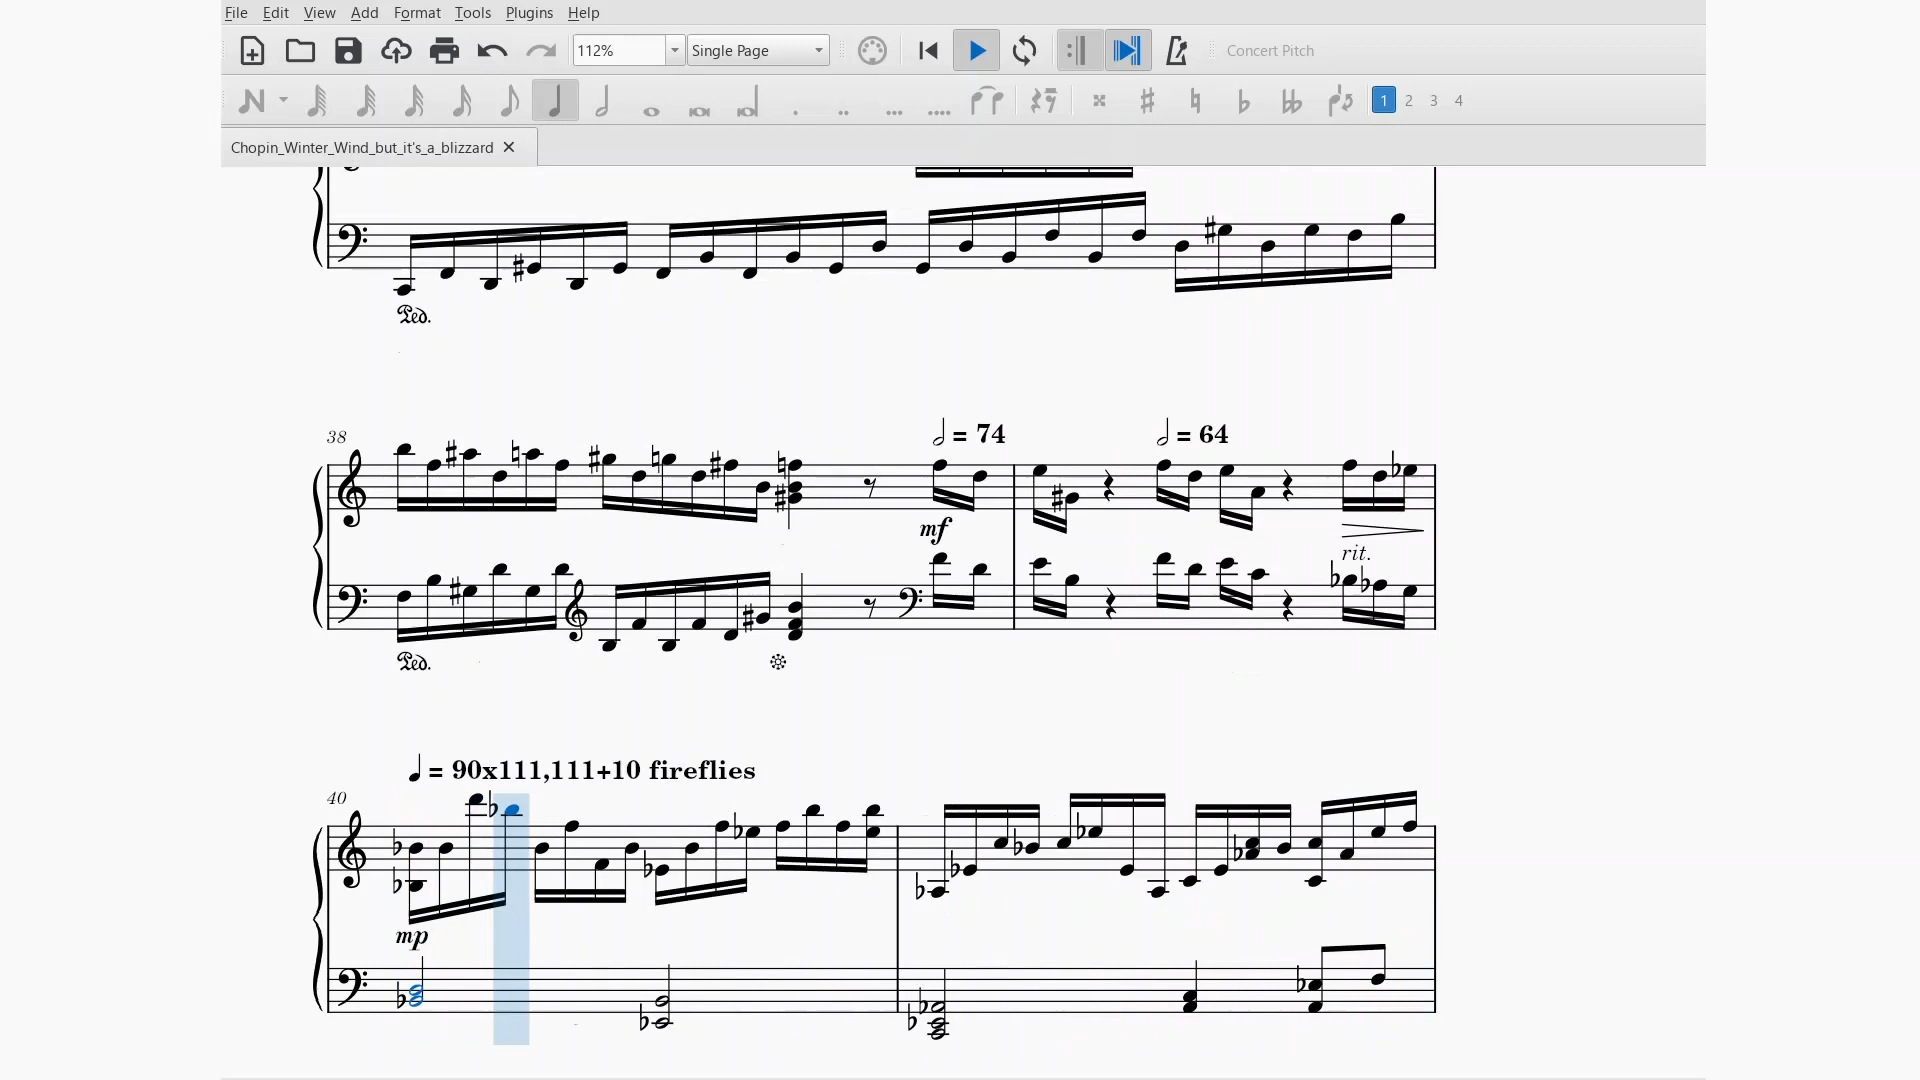 File Edit View Add Format Tools Plugins Help
112% Single Page Concert Pitch
1 2 3 4
Chopin_Winter_Wind_but_it's_a_blizzard
Ped.
38
= 74
= 64
mf
rit.
Ped.
= 90x111,111+10 fireflies
40
mp